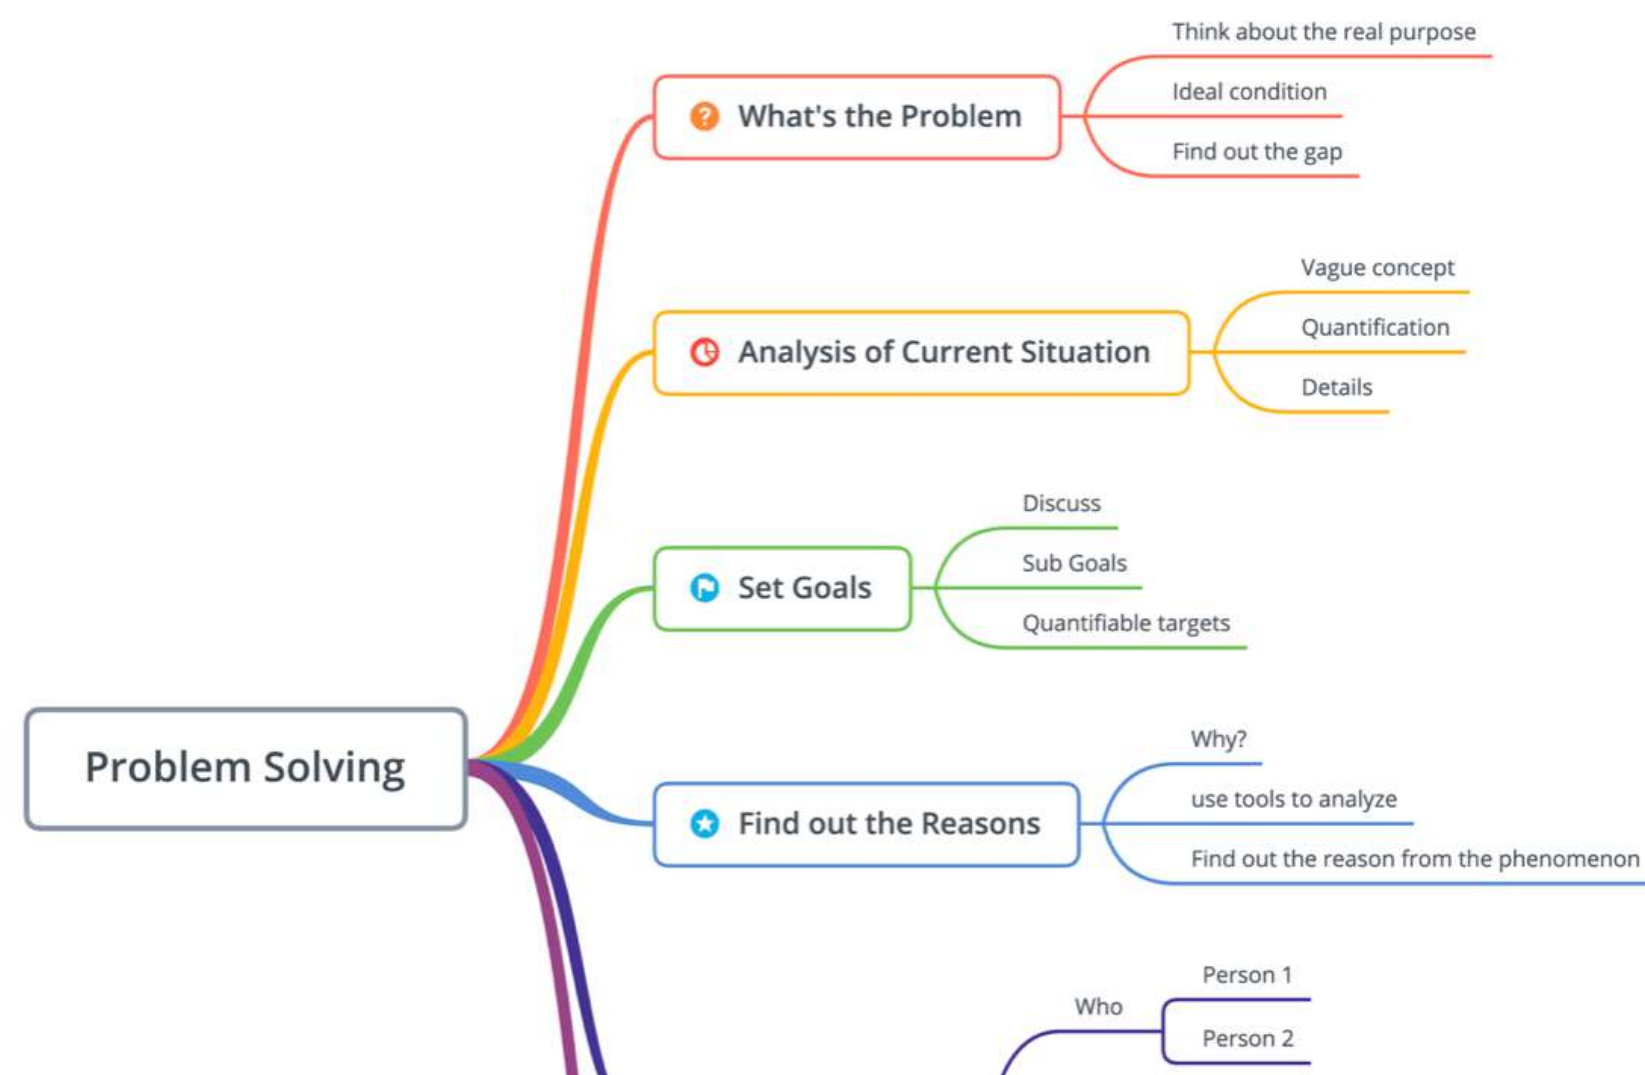 Problem Solving
What's the Problem
Think about the real purpose
Ideal condition
Find out the gap
Analysis of Current Situation
Vague concept
Quantification
Details
Set Goals
Discuss
Sub Goals
Quantifiable targets
Find out the Reasons
Why?
use tools to analyze
Find out the reason from the phenomenon
Who
Person 1
Person 2